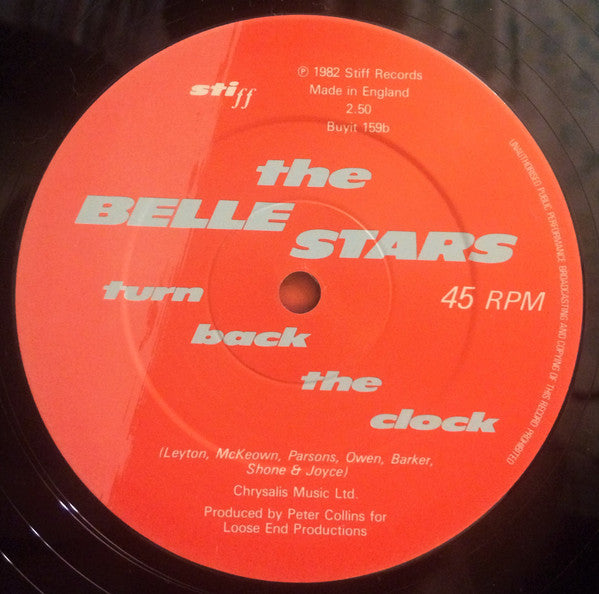 stiff
℗ 1982 Stiff Records
Made in England
2.50
Buyit 159b
the
BELLE
STARS
turn
45 RPM
back
the
clock
(Leyton, McKeown, Parsons, Owen, Barker,
Shone & Joyce)
Chrysalis Music Ltd.
Produced by Peter Collins for
Loose End Productions
UNAUTHORISED PUBLIC PERFORMANCE BROADCASTING AND COPYING OF THIS RECORD PROHIBITED